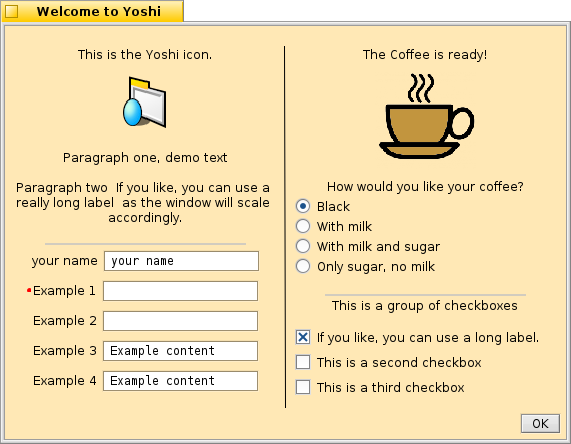 Welcome to Yoshi
This is the Yoshi icon.
Paragraph one, demo text
Paragraph two  If you like, you can use a
really long label  as the window will scale
accordingly.
your name your name
Example 1
Example 2
Example 3 Example content
Example 4 Example content
The Coffee is ready!
How would you like your coffee?
Black
With milk
With milk and sugar
Only sugar, no milk
This is a group of checkboxes
If you like, you can use a long label.
This is a second checkbox
This is a third checkbox
OK